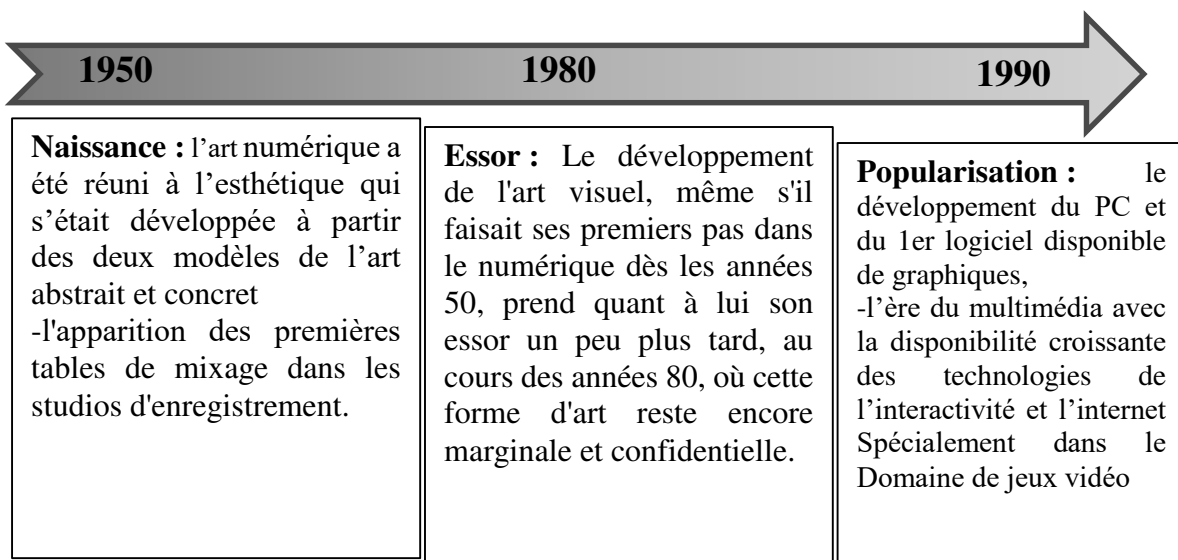 1950
1980
1990
Naissance : l’art numérique a
été réuni à l’esthétique qui
s’était développée à partir
des deux modèles de l’art
abstrait et concret
-l'apparition des premières
tables de mixage dans les
studios d'enregistrement.
Essor : Le développement
de l'art visuel, même s'il
faisait ses premiers pas dans
le numérique dès les années
50, prend quant à lui son
essor un peu plus tard, au
cours des années 80, où cette
forme d'art reste encore
marginale et confidentielle.
Popularisation : le
développement du PC et
du 1er logiciel disponible
de graphiques,
-l’ère du multimédia avec
la disponibilité croissante
des technologies de
l’interactivité et l’internet
Spécialement dans le
Domaine de jeux vidéo